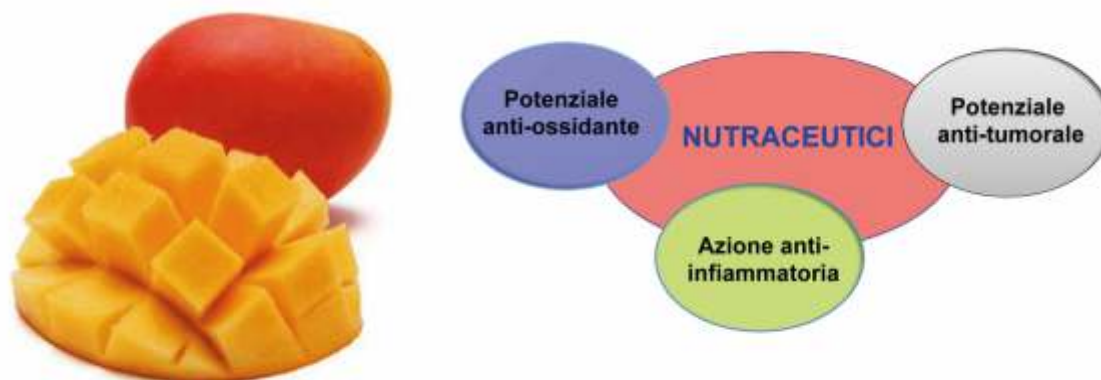 Potenziale
anti-ossidante
NUTRACEUTICI
Potenziale
anti-tumorale
Azione anti-
infiammatoria